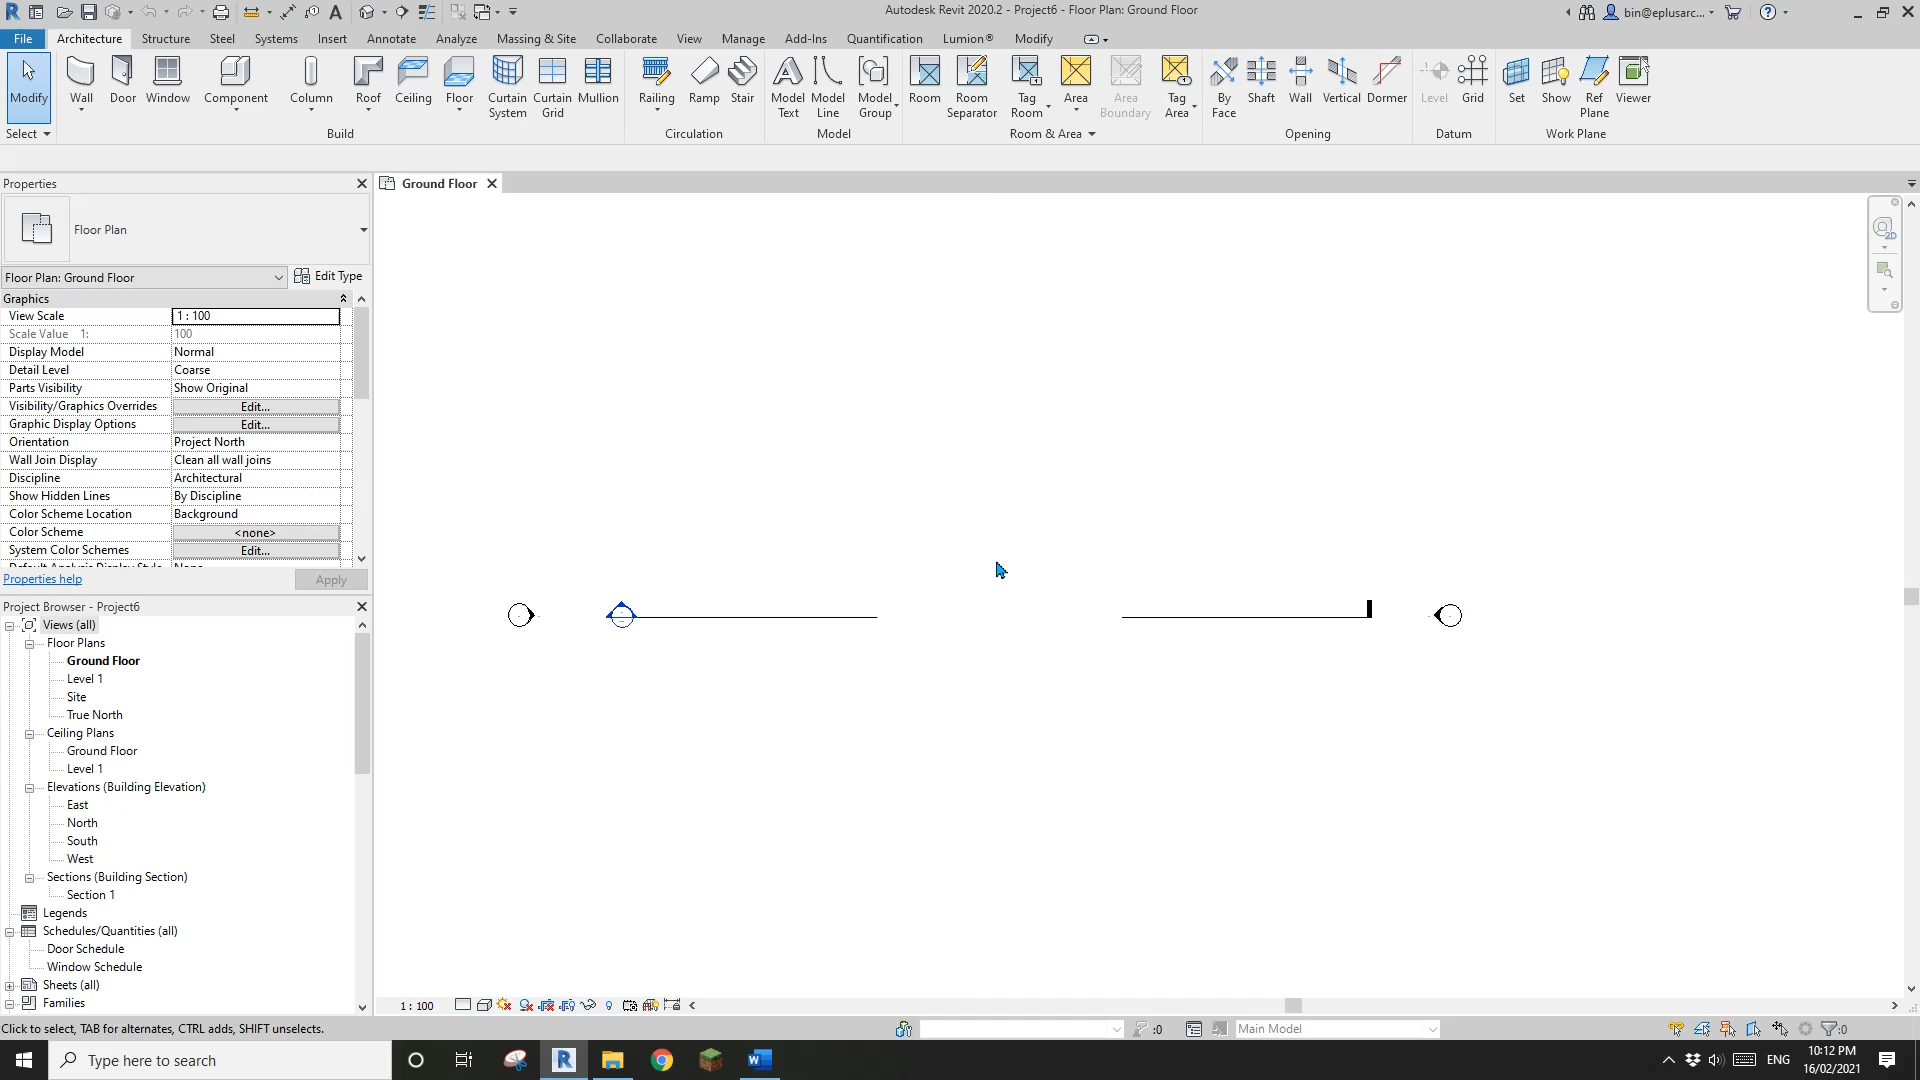 Autodesk Revit 2020.2 - Project6 - Floor Plan: Ground Floor
bin@eplusarc...
File Architecture Structure Steel Systems Insert Annotate Analyze Massing & Site Collaborate View Manage Add-Ins Quantification Lumion® Modify
Modify Wall Door Window Component Column Roof Ceiling Floor Curtain System Curtain Grid Mullion Railing Ramp Stair Model Text Model Line Model Group Room Room Separator Tag Room Area Area Boundary Tag Area By Face Shaft Wall Vertical Dormer Level Grid Set Show Ref Plane Viewer
Select Build Circulation Model Room & Area Opening Datum Work Plane
Properties
Ground Floor
Floor Plan
Floor Plan: Ground Floor Edit Type
Graphics
View Scale 1 : 100
Scale Value 1: 100
Display Model Normal
Detail Level Coarse
Parts Visibility Show Original
Visibility/Graphics Overrides Edit...
Graphic Display Options Edit...
Orientation Project North
Wall Join Display Clean all wall joins
Discipline Architectural
Show Hidden Lines By Discipline
Color Scheme Location Background
Color Scheme <none>
System Color Schemes Edit...
Properties help Apply
Project Browser - Project6
Views (all)
Floor Plans
Ground Floor
Level 1
Site
True North
Ceiling Plans
Ground Floor
Level 1
Elevations (Building Elevation)
East
North
South
West
Sections (Building Section)
Section 1
Legends
Schedules/Quantities (all)
Door Schedule
Window Schedule
Sheets (all)
Families
1 : 100
Click to select, TAB for alternates, CTRL adds, SHIFT unselects.
:0
Main Model
:0
Type here to search
ENG
10:12 PM
16/02/2021